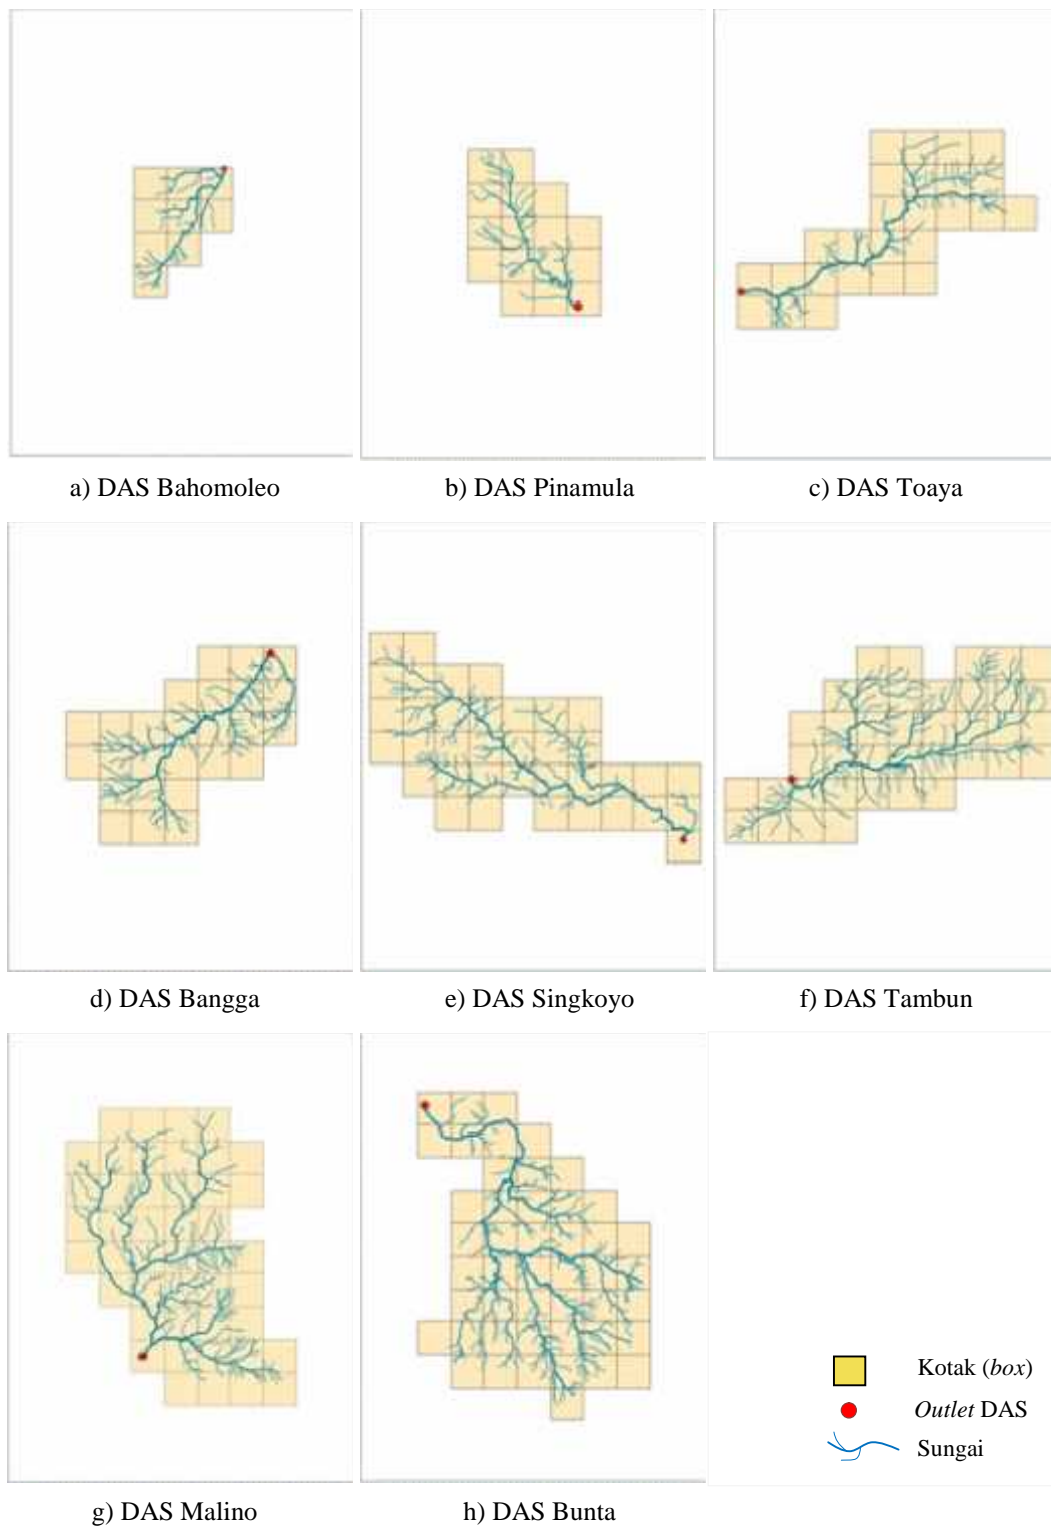 a) DAS Bahomoleo
b) DAS Pinamula
c) DAS Toaya
d) DAS Bangga
e) DAS Singkoyo
f) DAS Tambun
Kotak (box)
Outlet DAS
Sungai
g) DAS Malino
h) DAS Bunta